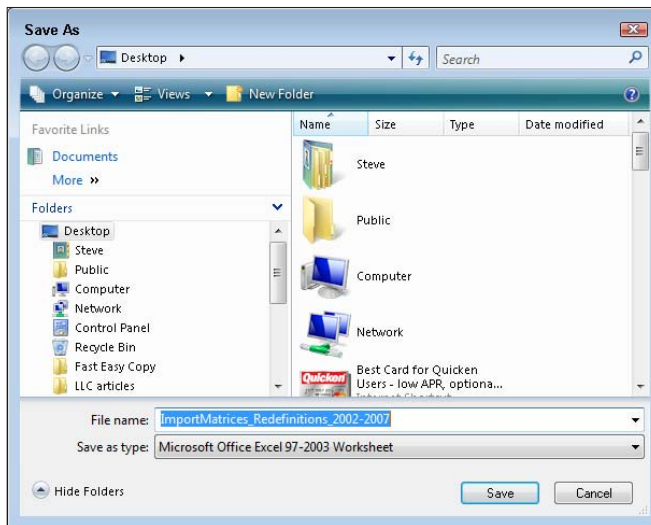 Save As
Desktop
Search
Organize Views New Folder
Favorite Links
Documents
More »
Folders
Desktop
Steve
Public
Computer
Network
Control Panel
Recycle Bin
Fast Easy Copy
LLC articles
Name Size Type Date modified
Steve
Public
Computer
Network
Quicken
Best Card for Quicken
Users - low APR, optiona...
File name: ImportMatrices_Redefinitions_2002-2007
Save as type: Microsoft Office Excel 97-2003 Worksheet
Hide Folders
Save Cancel